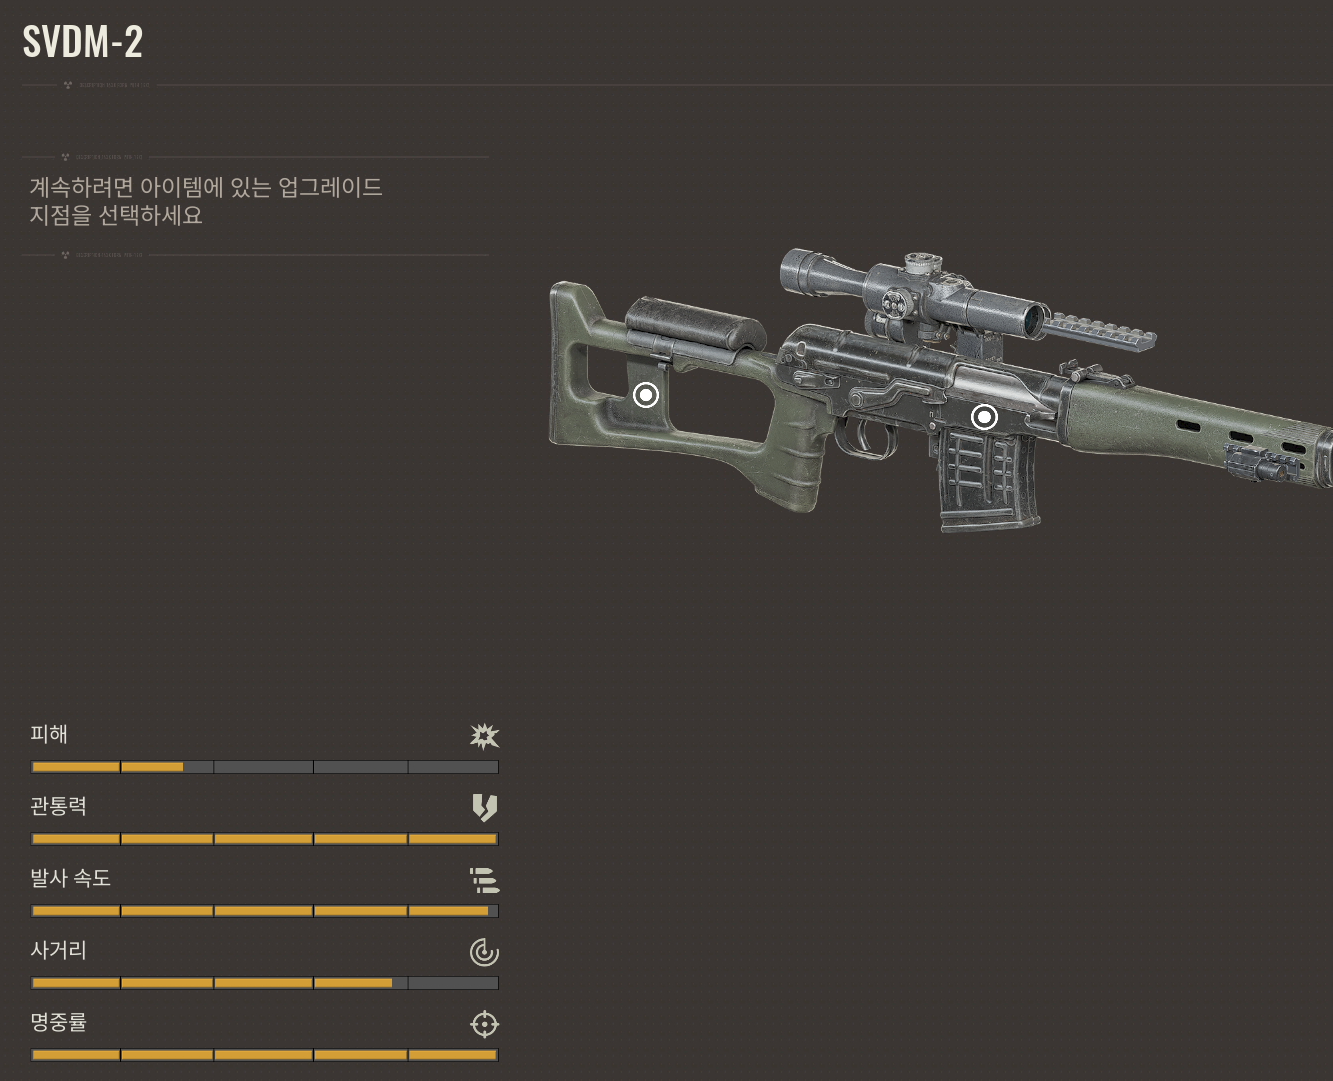 SVDM-2
계속하려면 아이템에 있는 업그레이드
지점을 선택하세요
피해
관통력
발사 속도
사거리
명중률